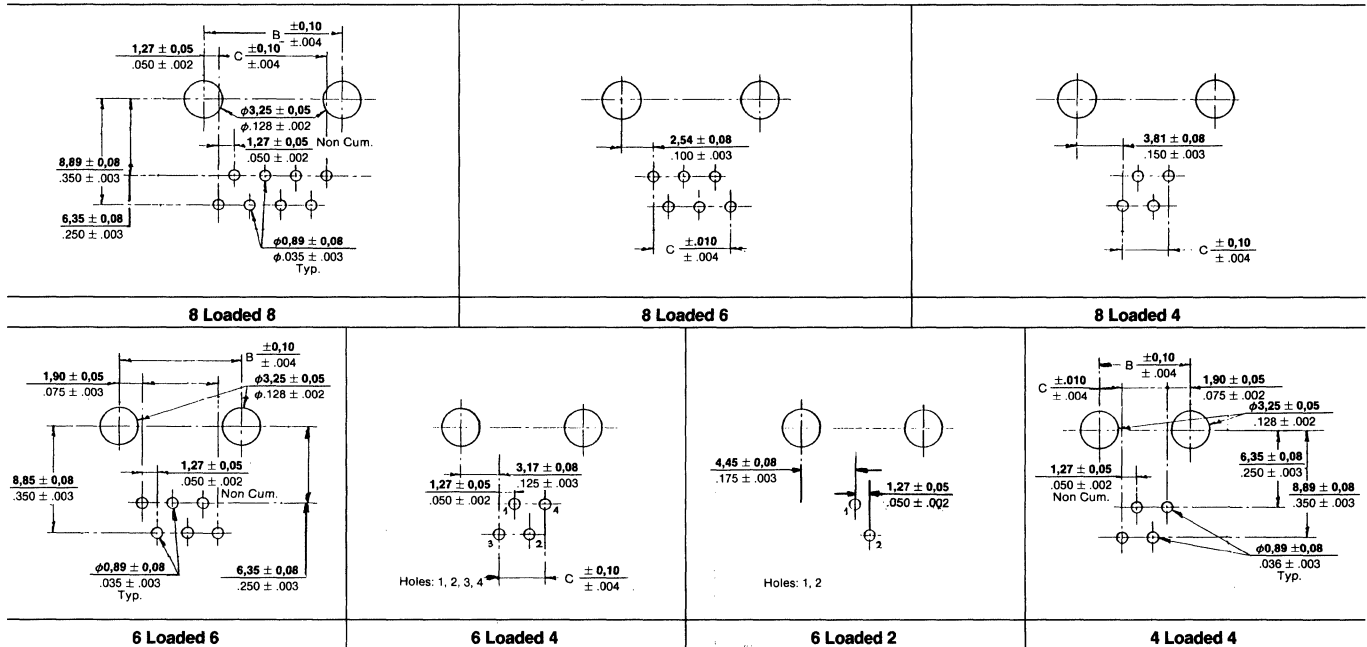 B ±0,10
± .004
1,27 ± 0,05
.050 ± .002
C ±0,10
±.004
ϕ3,25 ± 0,05
ϕ.128 ± .002
1,27 ± 0,05 Non Cum.
.050 ± .002
8,89 ± 0,08
.350 ± .003
6,35 ± 0,08
.250 ± .003
ϕ0,89 ± 0,08
ϕ.035 ± .003
Typ.
8 Loaded 8
2,54 ± 0,08
.100 ± .003
C ±.010
± .004
8 Loaded 6
3,81 ± 0,08
.150 ± .003
C ± 0,10
± .004
8 Loaded 4
B ±0,10
± .004
1,90 ± 0,05
.075 ± .003
ϕ3,25 ± 0,05
ϕ.128 ± .002
1,27 ± 0,05
.050 ± .002
Non Cum.
8,85 ± 0,08
.350 ± .003
ϕ0,89 ± 0,08
.035 ± .003
Typ.
6,35 ± 0,08
.250 ± .003
6 Loaded 6
3,17 ± 0,08
.125 ± .003
1,27 ± 0,05
.050 ± .002
1 4
3 2
Holes: 1, 2, 3, 4
C ± 0,10
± .004
6 Loaded 4
4,45 ± 0,08
.175 ± .003
1,27 ± 0,05
.050 ± .002
1
2
Holes: 1, 2
6 Loaded 2
B ±0,10
± .004
C ±.010
± .004
1,90 ± 0,05
.075 ± .002
ϕ3,25 ± 0,05
.128 ± .002
6,35 ± 0,08
.250 ± .003
1,27 ± 0,05
.050 ± .002
Non Cum.
8,89 ± 0,08
.350 ± .003
ϕ0,89 ± 0,08
.036 ± .003
Typ.
4 Loaded 4